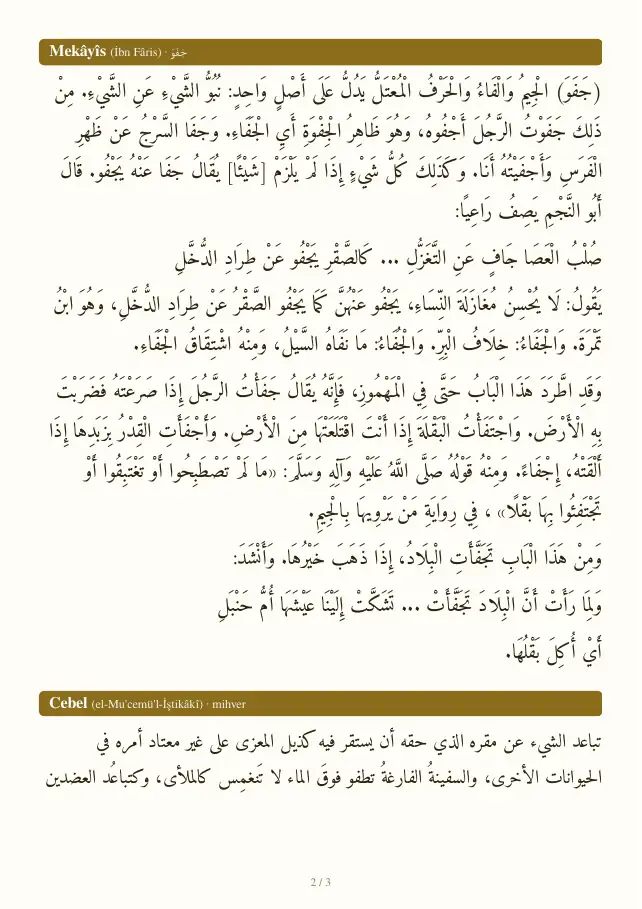 Mekâyîs (İbn Fâris) · جَفَوَ
(جَفَوَ) الْجِيمُ وَالْفَاءُ وَالْحَرْفُ الْمُعْتَلُّ يَدُلُّ عَلَى أَصْلٍ وَاحِدٍ: نُبُوُّ الشَّيْءِ عَنِ الشَّيْءِ. مِنْ
ذَلِكَ جَفَوْتُ الرَّجُلَ أَجْفُوهُ، وَهُوَ ظَاهِرُ الْجِفْوَةِ أَيِ الْجَفَاءِ. وَجَفَا السَّرْجُ عَنْ ظَهْرِ
الْفَرَسِ وَأَجْفَيْتُهُ أَنَا. وَكَذَلِكَ كُلُّ شَيْءٍ إِذَا لَمْ يَلْزَمْ [شَيْئًا] يُقَالُ جَفَا عَنْهُ يَجْفُو. قَالَ
أَبُو النَّجْمِ يَصِفُ رَاعِيًا:
صُلْبُ الْعَصَا جَافٍ عَنِ التَّغَزُّلِ ... كَالصَّقْرِ يَجْفُو عَنْ طِرَادِ الدُّخَّلِ
يَقُولُ: لَا يُحْسِنُ مُغَازَلَةَ النِّسَاءِ، يَجْفُو عَنْهُنَّ كَمَا يَجْفُو الصَّقْرُ عَنْ طِرَادِ الدُّخَّلِ، وَهُوَ ابْنُ
تَمْرَةَ. وَالْجَفَاءُ: خِلَافُ الْبِرِّ. وَالْجُفَاءُ: مَا نَفَاهُ السَّيْلُ، وَمِنْهُ اشْتِقَاقُ الْجَفَاءِ.
وَقَدِ اطَّرَدَ هَذَا الْبَابُ حَتَّى فِي الْمَهْمُوزِ، فَإِنَّهُ يُقَالُ جَفَأْتُ الرَّجُلَ إِذَا صَرَعْتَهُ فَضَرَبْتَ
بِهِ الْأَرْضَ. وَاجْتَفَأْتُ الْبَقْلَةَ إِذَا أَنْتَ اقْتَلَعْتَهَا مِنَ الْأَرْضِ. وَأَجْفَأَتِ الْقِدْرُ بِزَبَدِهَا إِذَا
أَلْقَتْهُ، إِجْفَاءً. وَمِنْهُ قَوْلُهُ صَلَّى اللَّهُ عَلَيْهِ وَآلِهِ وَسَلَّمَ: «مَا لَمْ تَصْطَبِحُوا أَوْ تَغْتَبِقُوا أَوْ
تَجْتَفِئُوا بِهَا بَقْلًا» ، فِي رِوَايَةِ مَنْ يَرْوِيهَا بِالْجِيمِ.
وَمِنْ هَذَا الْبَابِ تَجَفَّأَتِ الْبِلَادُ، إِذَا ذَهَبَ خَيْرُهَا. وَأَنْشَدَ:
وَلِمَا رَأَتْ أَنَّ الْبِلَادَ تَجَفَّأَتْ ... تَشَكَّتْ إِلَيْنَا عَيْشَهَا أُمُّ حَنْبَلِ
أَيْ أُكِلَ بَقْلُهَا.
Cebel (el-Mu'cemü'l-İştikâkî) · mihver
تباعد الشيء عن مقره الذي حقه أن يستقر فيه كذيل المعزى على غير معتاد أمره في
الحيوانات الأخرى، والسفينةُ الفارغةُ تطفو فوقَ الماء لا تَنغمِس كالملأى، وكتباعُد العضدين
2 / 3